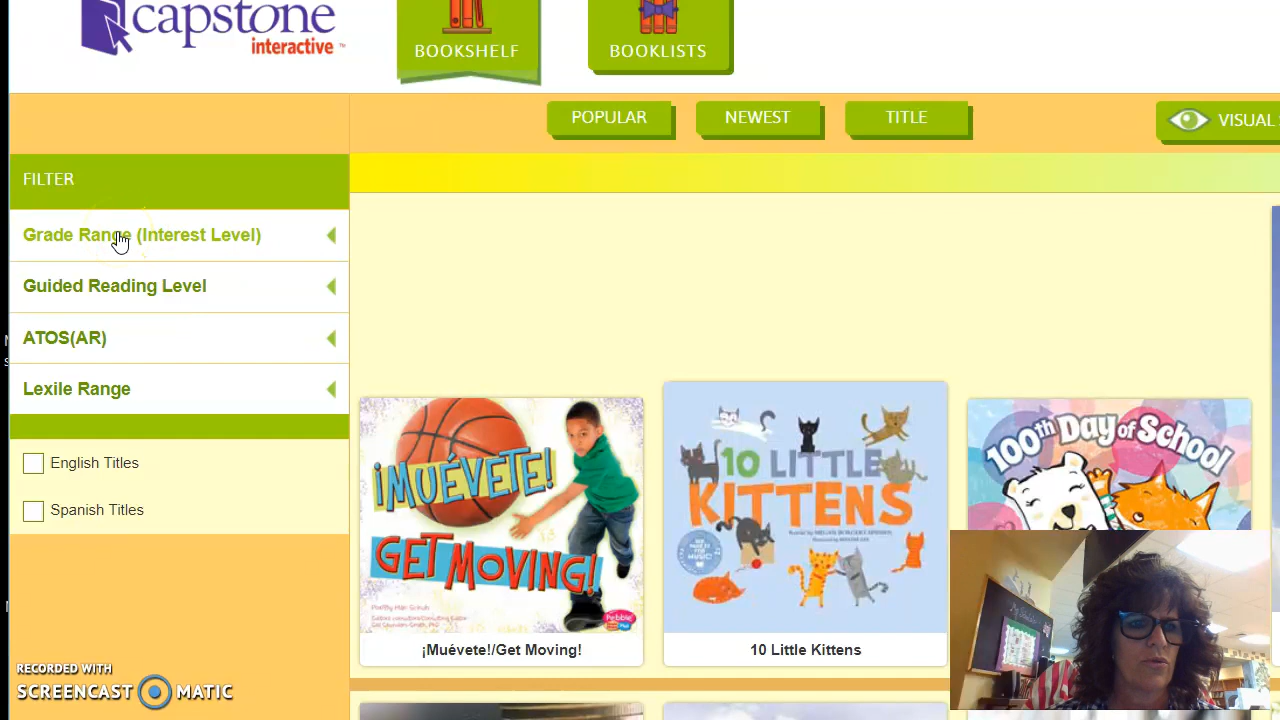 capstone
interactive™
BOOKSHELF
BOOKLISTS
POPULAR
NEWEST
TITLE
VISUAL
FILTER
Grade Range (Interest Level)
Guided Reading Level
ATOS(AR)
Lexile Range
English Titles
Spanish Titles
¡MUÉVETE!
GET MOVING!
Pebble
¡Muévete!/Get Moving!
10 LITTLE
KITTENS
10 Little Kittens
100th Day of School
RECORDED WITH
SCREENCAST MATIC